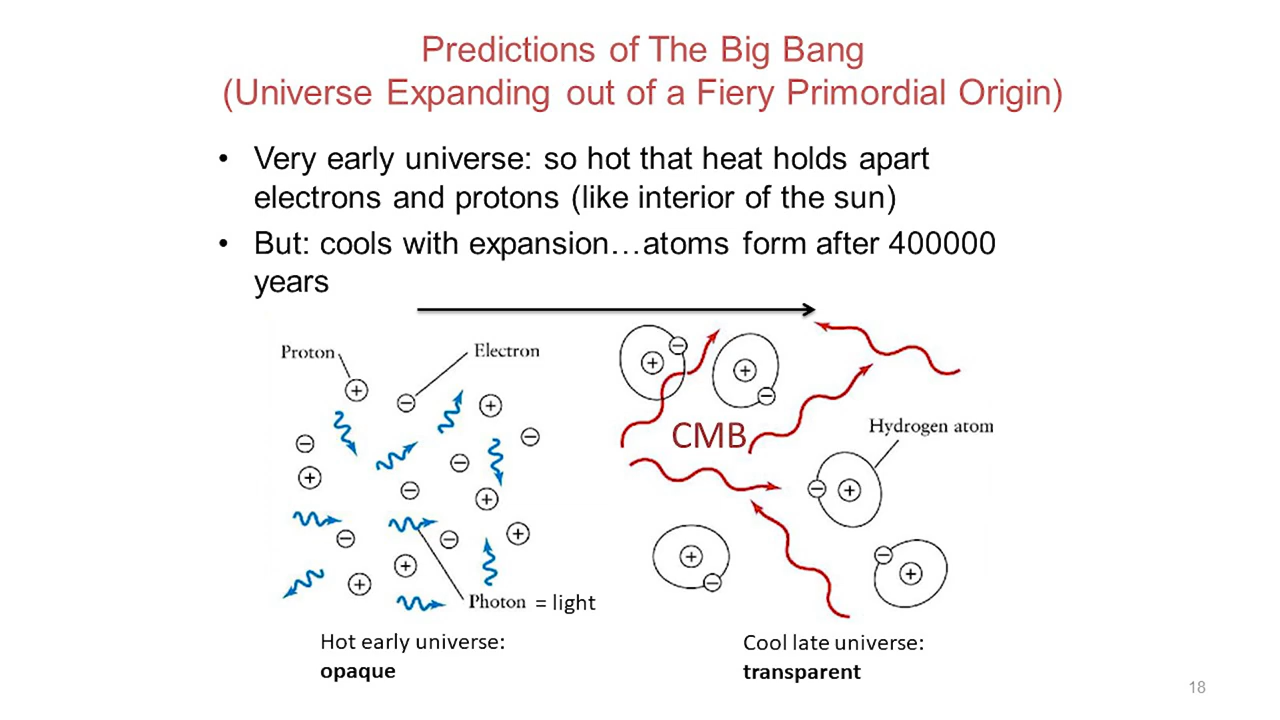 Predictions of The Big Bang
(Universe Expanding out of a Fiery Primordial Origin)
• Very early universe: so hot that heat holds apart
electrons and protons (like interior of the sun)
• But: cools with expansion…atoms form after 400000
years
Proton
Electron
CMB
Hydrogen atom
Photon = light
Hot early universe:
opaque
Cool late universe:
transparent
18